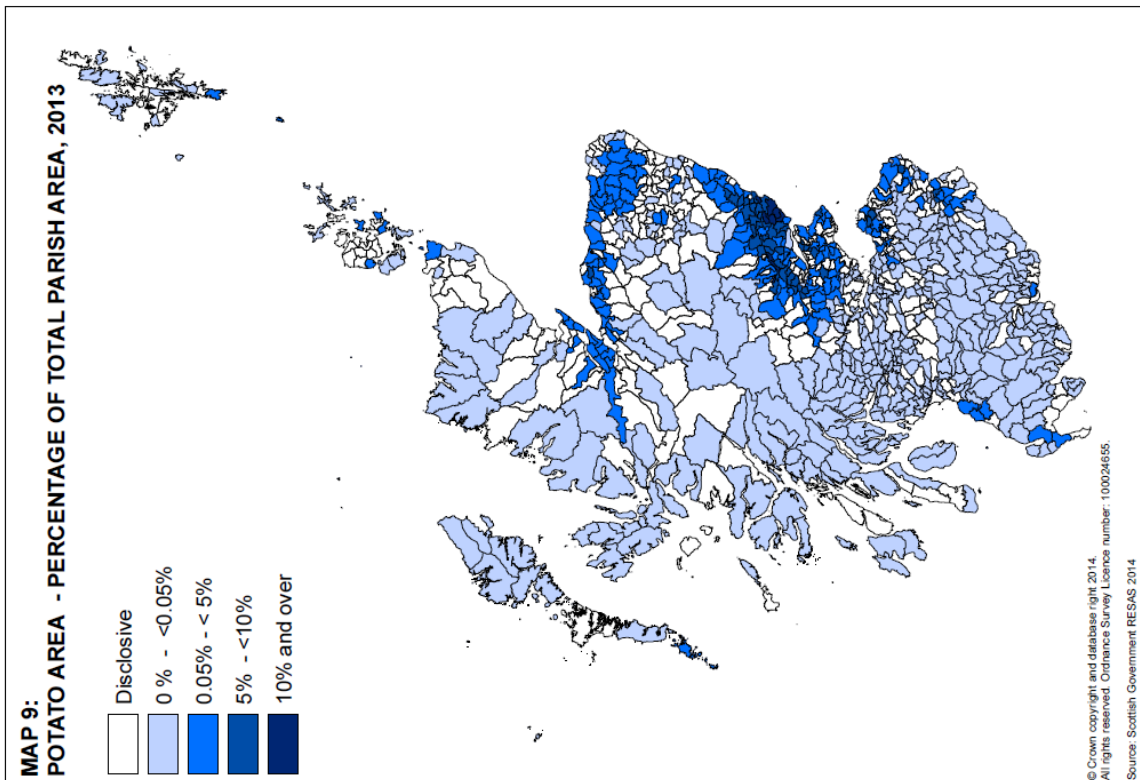 MAP 9:
POTATO AREA - PERCENTAGE OF TOTAL PARISH AREA, 2013
Disclosive
0 % - <0.05%
0.05% - < 5%
5% - <10%
10% and over
© Crown copyright and database right 2014.
All rights reserved. Ordnance Survey Licence number: 100024655.
Source: Scottish Government RESAS 2014